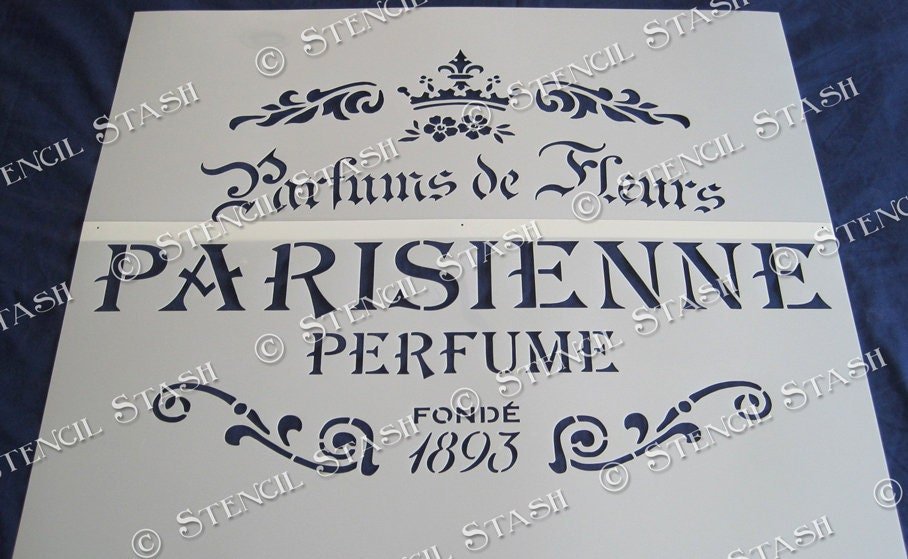 Parfums de Fleurs
PARISIENNE
PERFUME
FONDÉ
1893
© STENCIL STASH